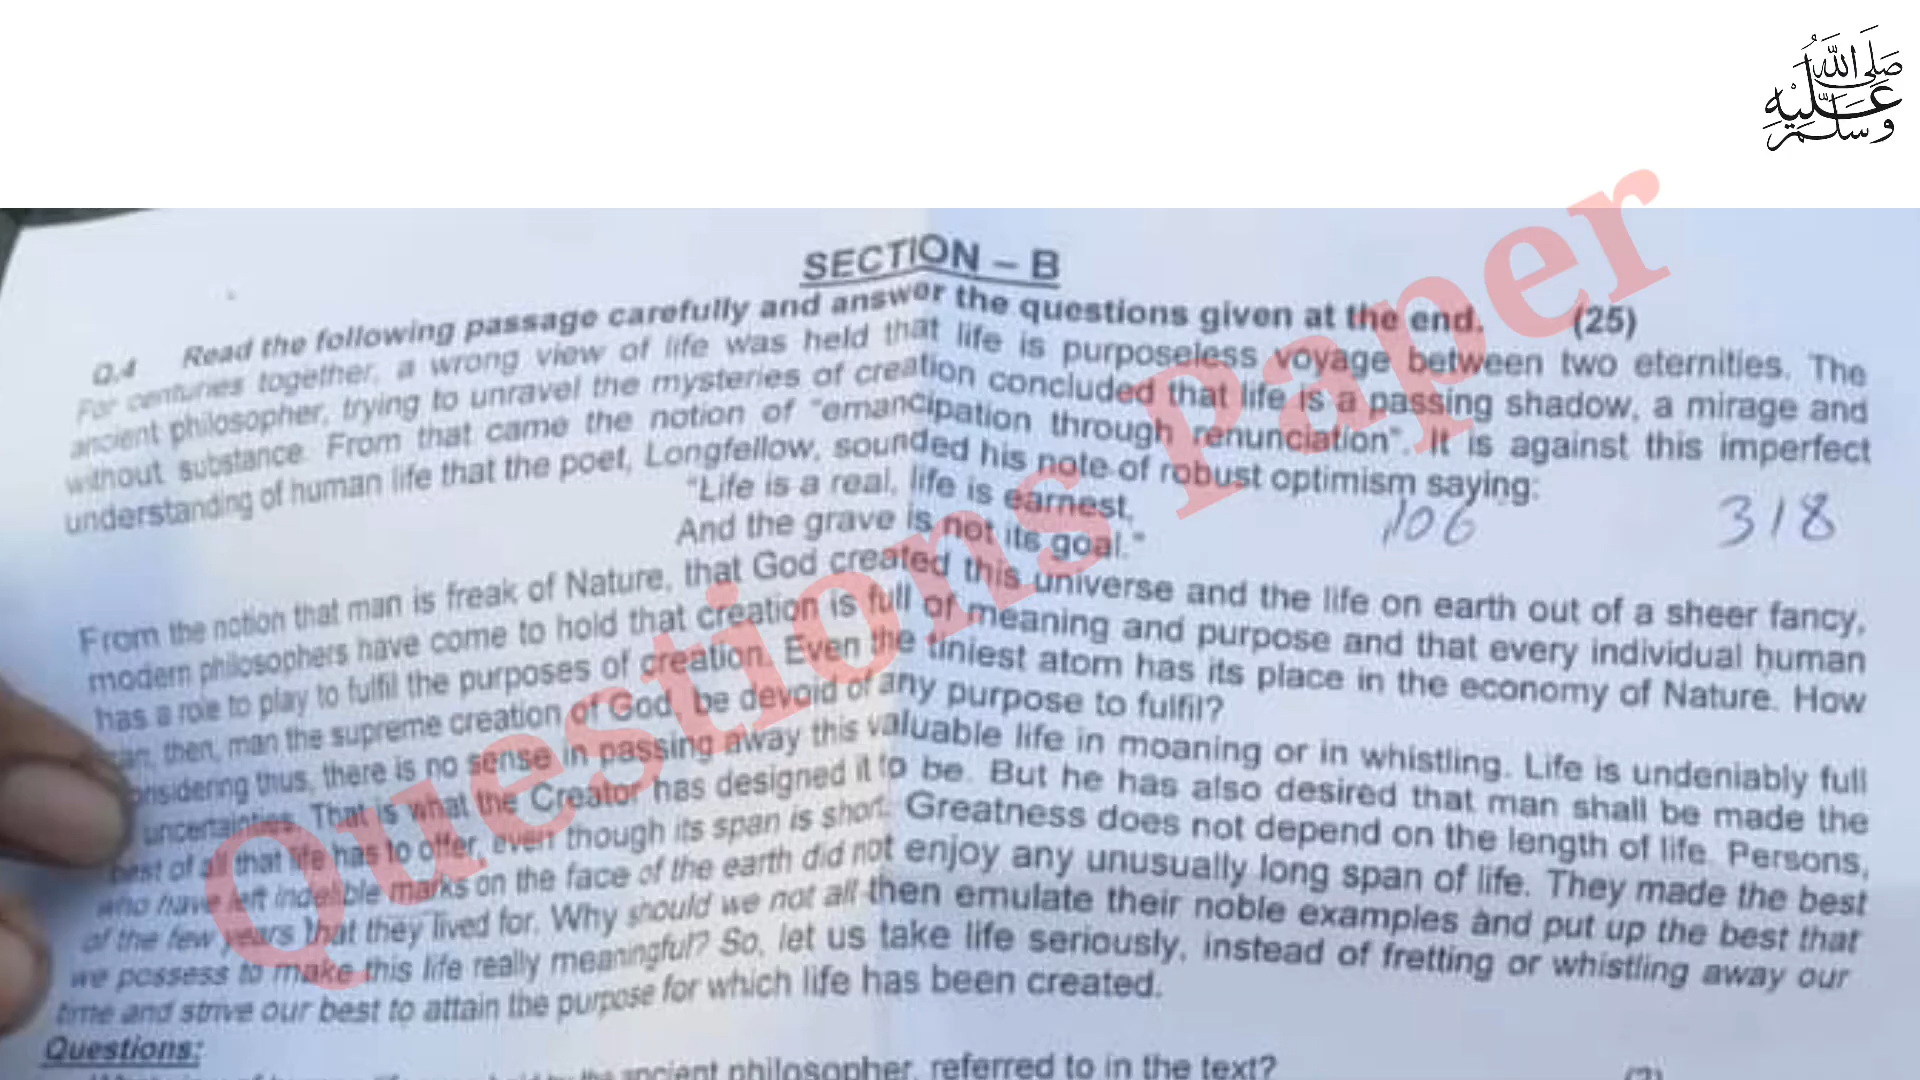 صلى الله
عليه
وسلم
SECTION – B
Q.4 Read the following passage carefully and answer the questions given at the end. (25)
For centuries together, a wrong view of life was held that life is purposeless voyage between two eternities. The
ancient philosopher, trying to unravel the mysteries of creation concluded that life is a passing shadow, a mirage and
without substance. From that came the notion of "emancipation through renunciation". It is against this imperfect
understanding of human life that the poet, Longfellow, sounded his note of robust optimism saying:
"Life is a real, life is earnest,
And the grave is not its goal."
106 318
From the notion that man is freak of Nature, that God created this universe and the life on earth out of a sheer fancy,
modern philosophers have come to hold that creation is full of meaning and purpose and that every individual human
has a role to play to fulfil the purposes of creation. Even the tiniest atom has its place in the economy of Nature. How
then, man the supreme creation of God, be devoid of any purpose to fulfil?
thus, there is no sense in passing away this valuable life in moaning or in whistling. Life is undeniably full
uncertainties. That is what the Creator has designed it to be. But he has also desired that man shall be made the
best of all that life has to offer, even though its span is short. Greatness does not depend on the length of life. Persons,
who have left indelible marks on the face of the earth did not enjoy any unusually long span of life. They made the best
of the few years that they lived for. Why should we not all then emulate their noble examples and put up the best that
we possess to make this life really meaningful? So, let us take life seriously, instead of fretting or whistling away our
time and strive our best to attain the purpose for which life has been created.
Questions:
the ancient philosopher, referred to in the text?
Questions Paper